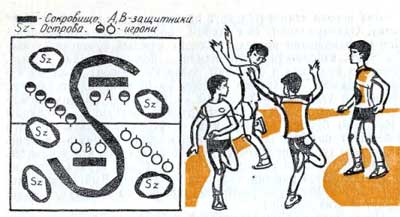 - Сокровище. А, В - защитники
Sz - Острова. - игроки
Sz
Sz
А
Sz
В
Sz
Sz